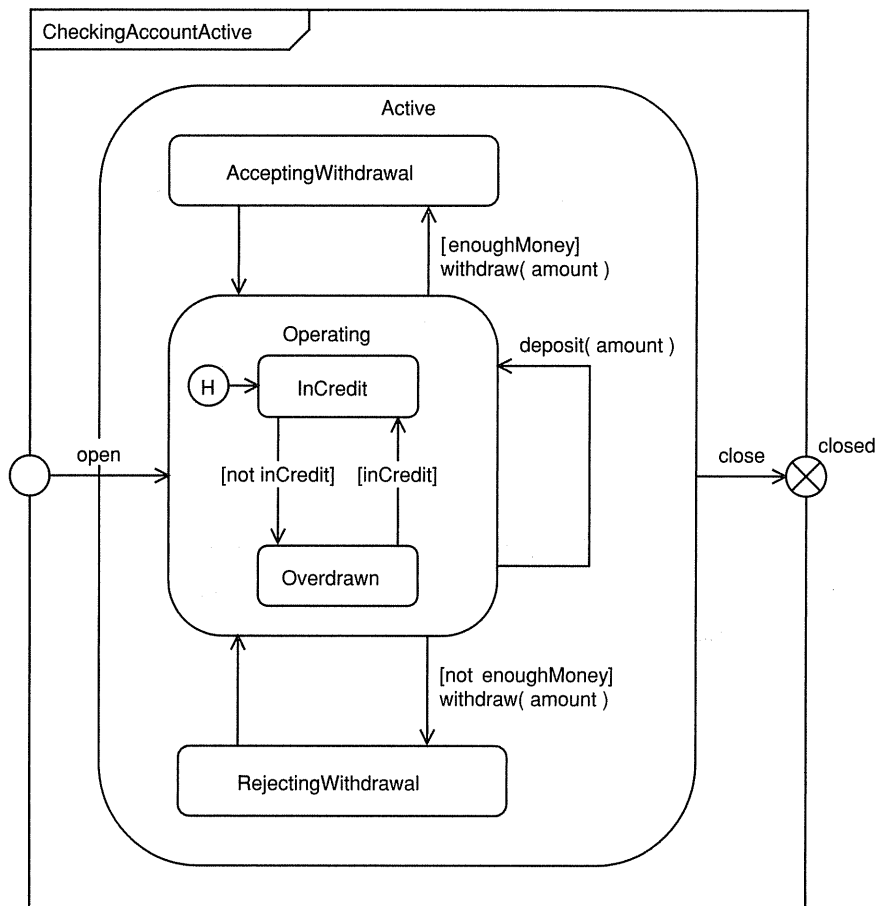 CheckingAccountActive
Active
AcceptingWithdrawal
[enoughMoney]
withdraw( amount )
Operating
deposit( amount )
H
InCredit
open
[not inCredit]
[inCredit]
close
closed
Overdrawn
[not enoughMoney]
withdraw( amount )
RejectingWithdrawal